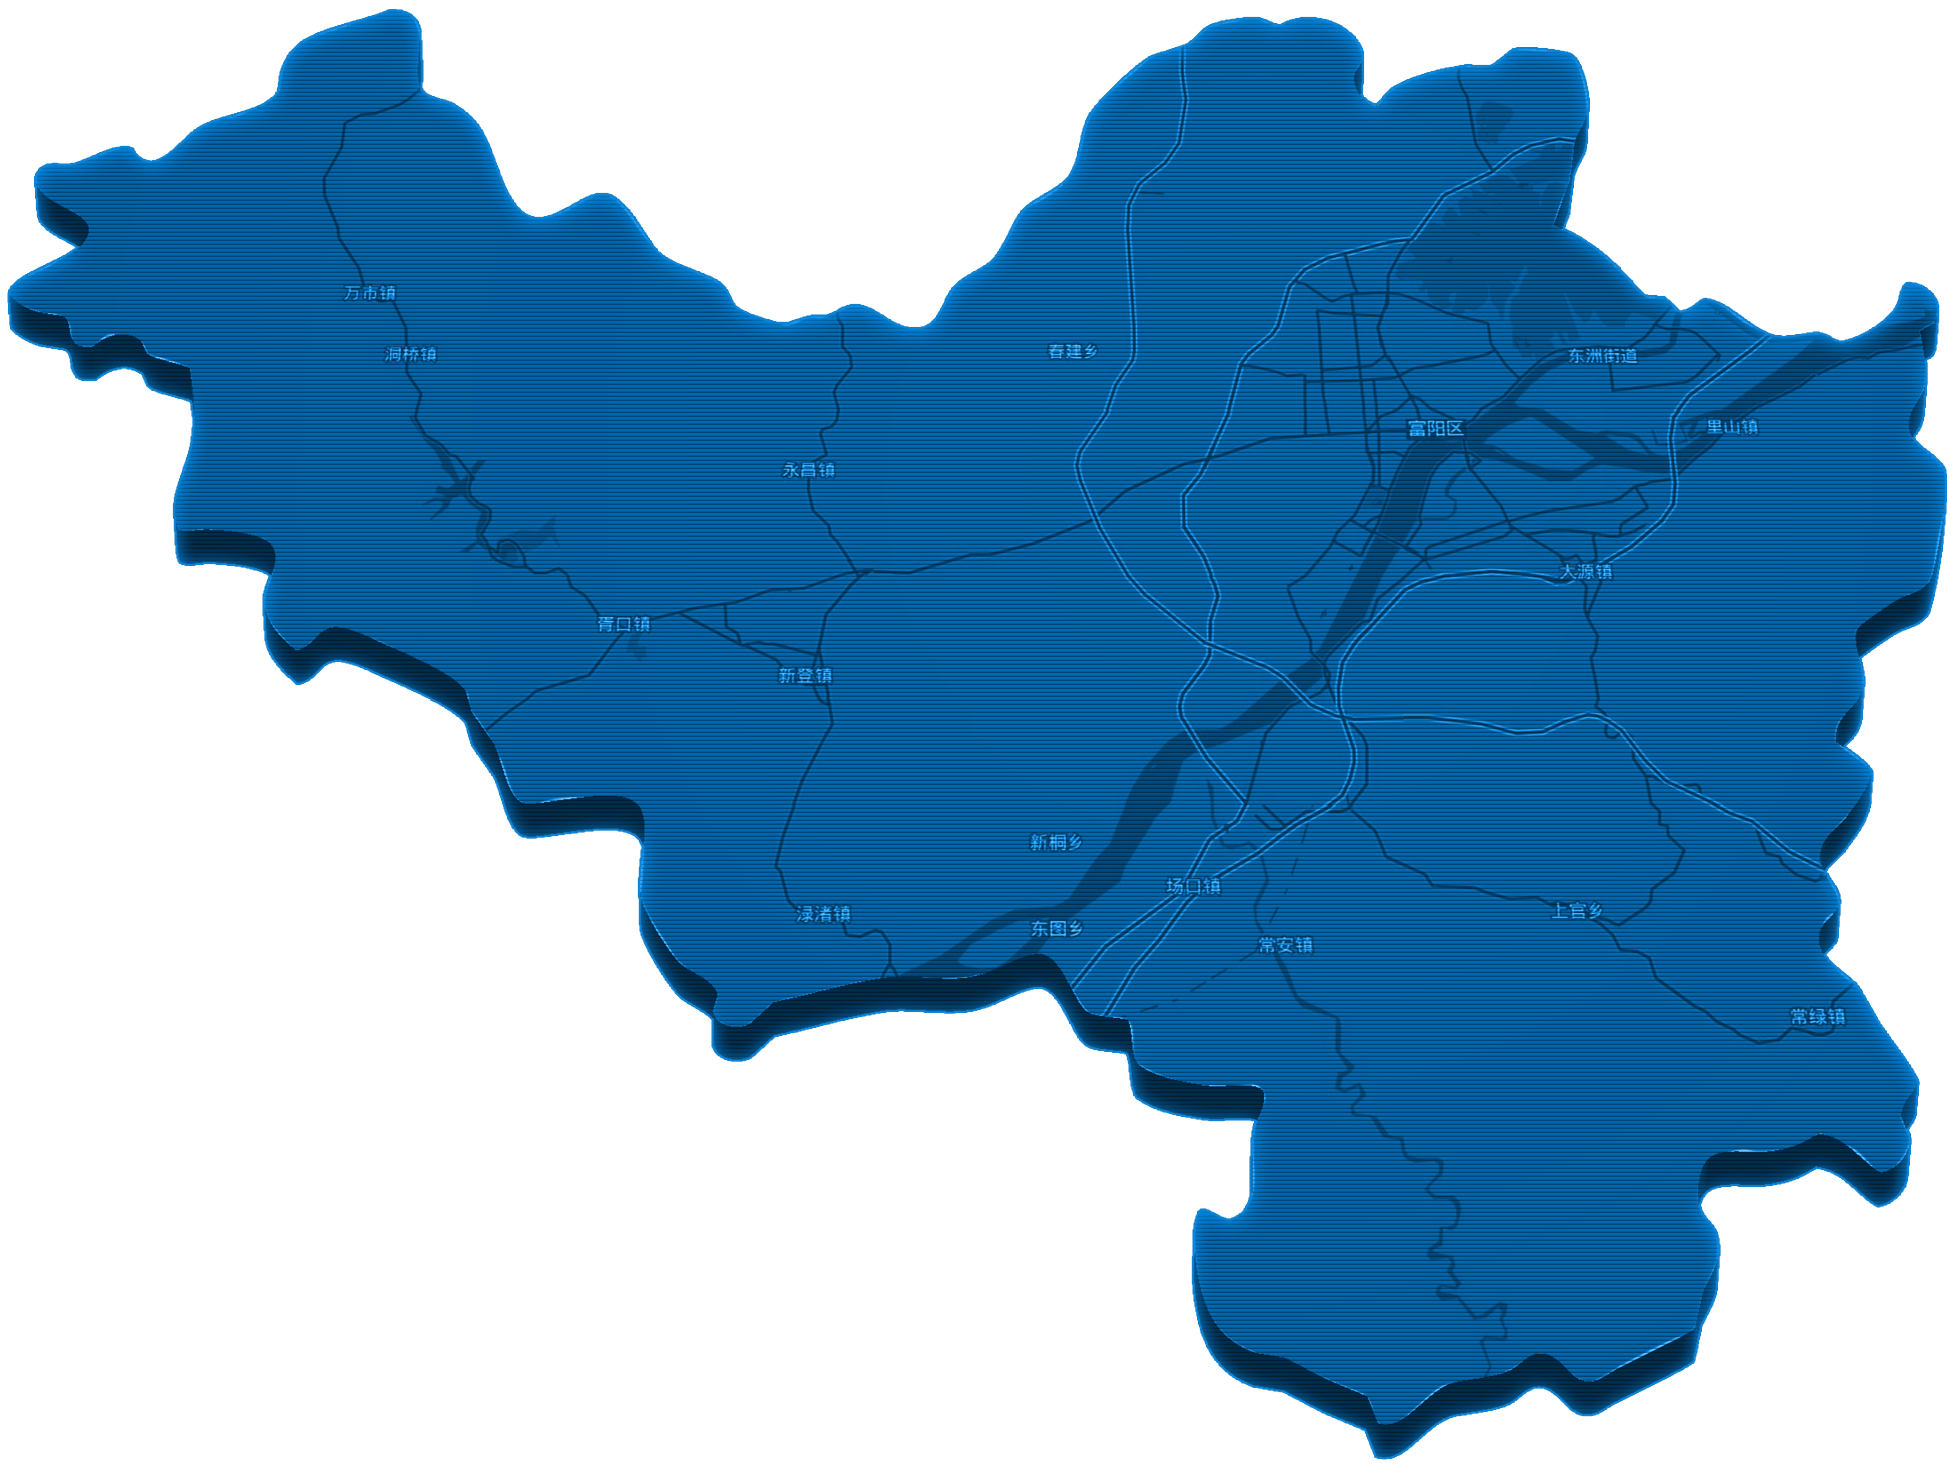 万市镇
春建乡
洞桥镇
东洲街道
富阳区
里山镇
永昌镇
大源镇
胥口镇
新登镇
新桐乡
场口镇
渌渚镇
上官乡
东图乡
常安镇
常绿镇